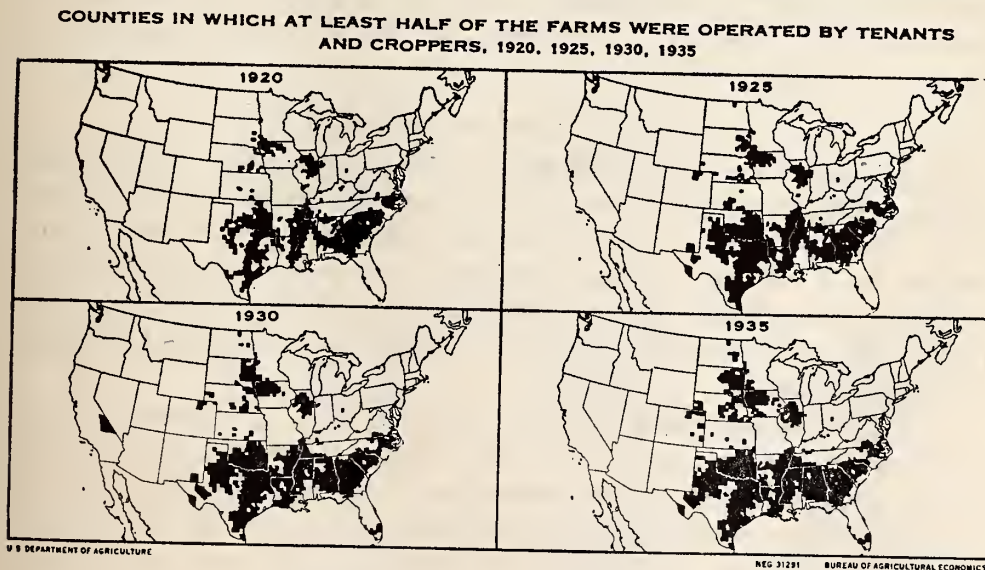 COUNTIES IN WHICH AT LEAST HALF OF THE FARMS WERE OPERATED BY TENANTS
AND CROPPERS, 1920, 1925, 1930, 1935
1920
1925
1930
1935
U S DEPARTMENT OF AGRICULTURE
NEG 31291 BUREAU OF AGRICULTURAL ECONOMICS